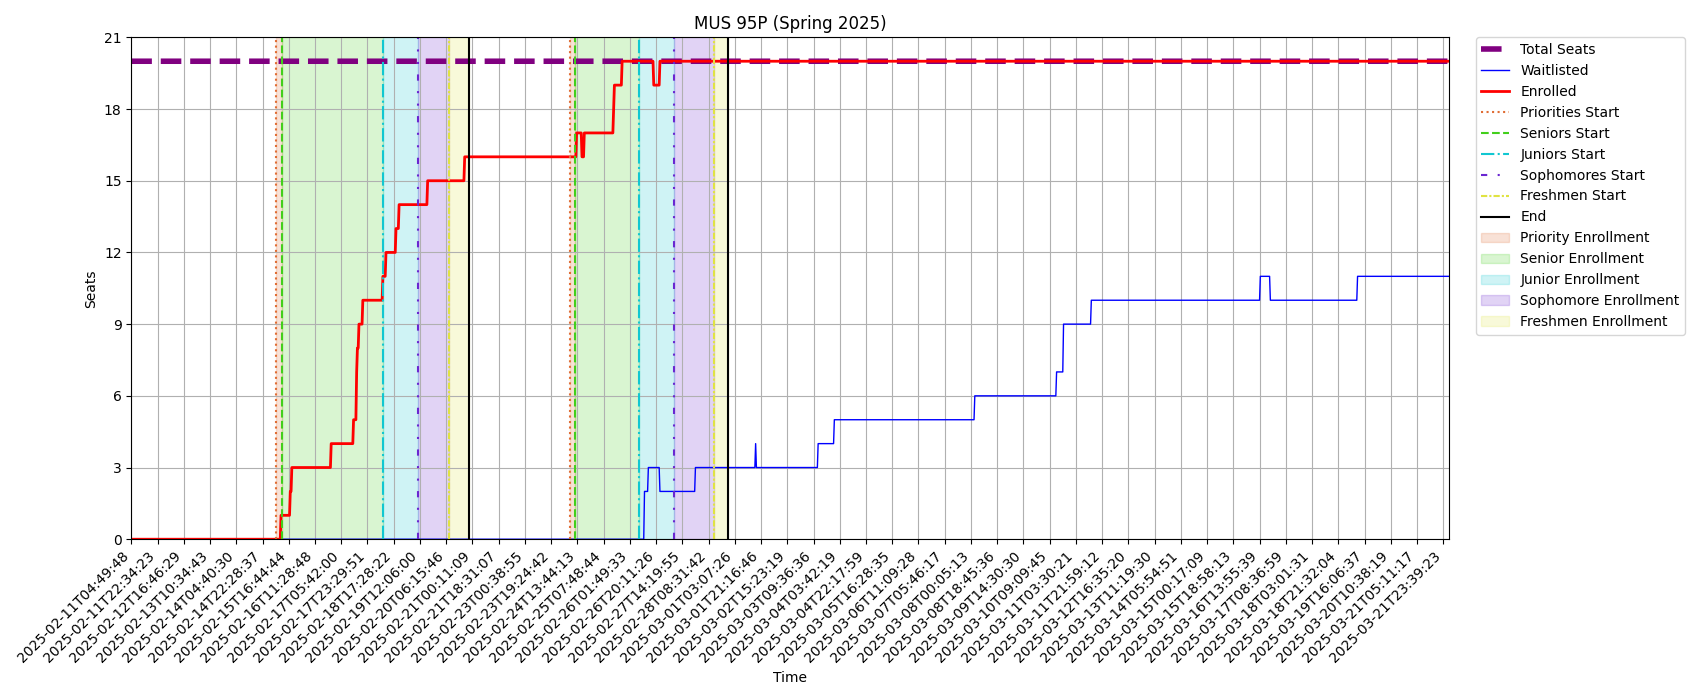 MUS 95P (Spring 2025)
21
18
15
12
9
6
3
0
Seats
2025-02-11T04:49:48
2025-02-11T22:34:23
2025-02-12T16:46:29
2025-02-13T10:34:43
2025-02-14T04:40:30
2025-02-14T22:28:37
2025-02-15T16:44:44
2025-02-16T11:28:48
2025-02-17T05:42:00
2025-02-17T23:29:51
2025-02-18T17:28:22
2025-02-19T12:06:00
2025-02-20T06:15:46
2025-02-21T00:11:09
2025-02-21T18:31:07
2025-02-23T00:38:55
2025-02-23T19:24:42
2025-02-24T13:44:13
2025-02-25T07:48:44
2025-02-26T01:49:33
2025-02-26T20:11:26
2025-02-27T14:19:55
2025-02-28T08:31:42
2025-03-01T03:07:26
2025-03-01T21:16:46
2025-03-02T15:23:19
2025-03-03T09:36:36
2025-03-04T03:42:19
2025-03-04T22:17:59
2025-03-05T16:28:35
2025-03-06T11:09:28
2025-03-07T05:46:17
2025-03-08T00:05:13
2025-03-08T18:45:36
2025-03-09T14:30:30
2025-03-10T09:09:45
2025-03-11T03:30:21
2025-03-11T21:59:12
2025-03-12T16:35:20
2025-03-13T11:19:30
2025-03-14T05:54:51
2025-03-15T00:17:09
2025-03-15T18:58:13
2025-03-16T13:55:39
2025-03-17T08:36:59
2025-03-18T03:01:31
2025-03-18T21:32:04
2025-03-19T16:06:37
2025-03-20T10:38:19
2025-03-21T05:11:17
2025-03-21T23:39:23
Time
Total Seats
Waitlisted
Enrolled
Priorities Start
Seniors Start
Juniors Start
Sophomores Start
Freshmen Start
End
Priority Enrollment
Senior Enrollment
Junior Enrollment
Sophomore Enrollment
Freshmen Enrollment